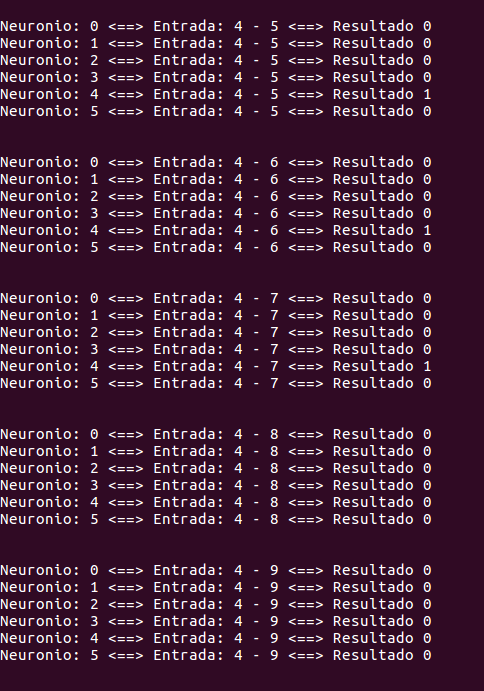 Neuronio: 0 <==> Entrada: 4 - 5 <==> Resultado 0
Neuronio: 1 <==> Entrada: 4 - 5 <==> Resultado 0
Neuronio: 2 <==> Entrada: 4 - 5 <==> Resultado 0
Neuronio: 3 <==> Entrada: 4 - 5 <==> Resultado 0
Neuronio: 4 <==> Entrada: 4 - 5 <==> Resultado 1
Neuronio: 5 <==> Entrada: 4 - 5 <==> Resultado 0
Neuronio: 0 <==> Entrada: 4 - 6 <==> Resultado 0
Neuronio: 1 <==> Entrada: 4 - 6 <==> Resultado 0
Neuronio: 2 <==> Entrada: 4 - 6 <==> Resultado 0
Neuronio: 3 <==> Entrada: 4 - 6 <==> Resultado 0
Neuronio: 4 <==> Entrada: 4 - 6 <==> Resultado 1
Neuronio: 5 <==> Entrada: 4 - 6 <==> Resultado 0
Neuronio: 0 <==> Entrada: 4 - 7 <==> Resultado 0
Neuronio: 1 <==> Entrada: 4 - 7 <==> Resultado 0
Neuronio: 2 <==> Entrada: 4 - 7 <==> Resultado 0
Neuronio: 3 <==> Entrada: 4 - 7 <==> Resultado 0
Neuronio: 4 <==> Entrada: 4 - 7 <==> Resultado 1
Neuronio: 5 <==> Entrada: 4 - 7 <==> Resultado 0
Neuronio: 0 <==> Entrada: 4 - 8 <==> Resultado 0
Neuronio: 1 <==> Entrada: 4 - 8 <==> Resultado 0
Neuronio: 2 <==> Entrada: 4 - 8 <==> Resultado 0
Neuronio: 3 <==> Entrada: 4 - 8 <==> Resultado 0
Neuronio: 4 <==> Entrada: 4 - 8 <==> Resultado 0
Neuronio: 5 <==> Entrada: 4 - 8 <==> Resultado 0
Neuronio: 0 <==> Entrada: 4 - 9 <==> Resultado 0
Neuronio: 1 <==> Entrada: 4 - 9 <==> Resultado 0
Neuronio: 2 <==> Entrada: 4 - 9 <==> Resultado 0
Neuronio: 3 <==> Entrada: 4 - 9 <==> Resultado 0
Neuronio: 4 <==> Entrada: 4 - 9 <==> Resultado 0
Neuronio: 5 <==> Entrada: 4 - 9 <==> Resultado 0